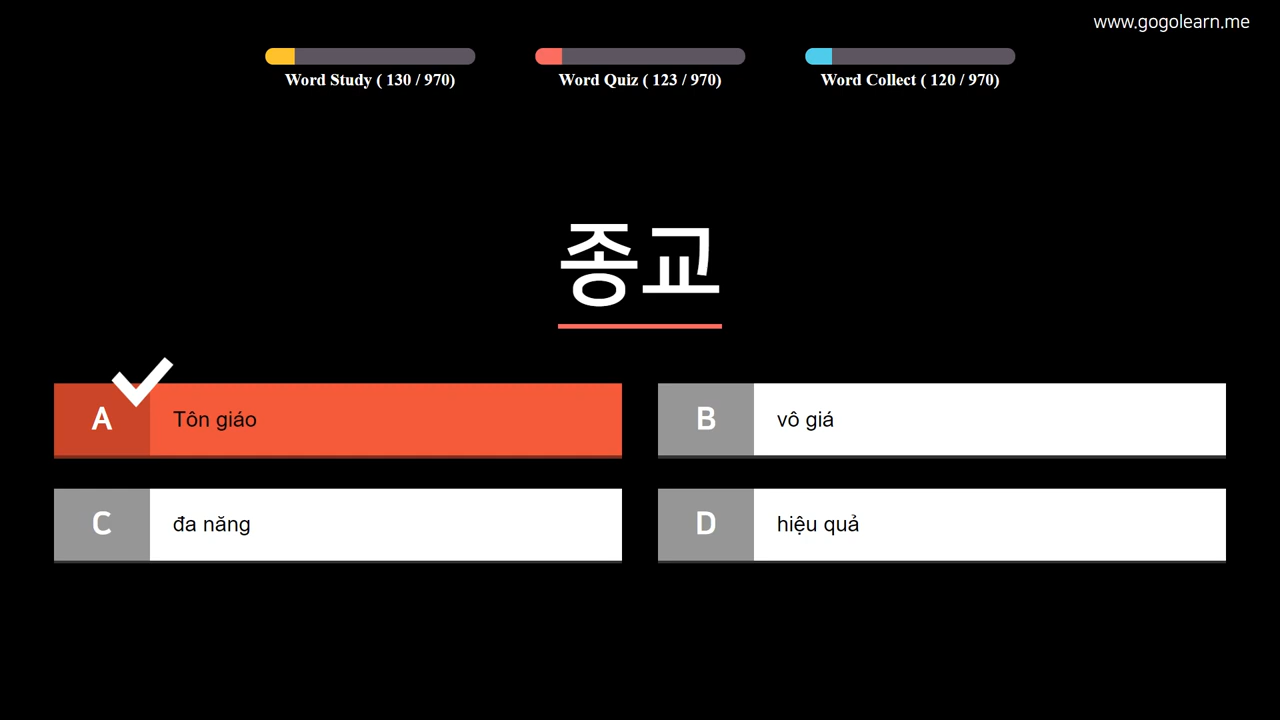 www.gogolearn.me
Word Study ( 130 / 970)
Word Quiz ( 123 / 970)
Word Collect ( 120 / 970)
종교
A Tôn giáo
B vô giá
C đa năng
D hiệu quả